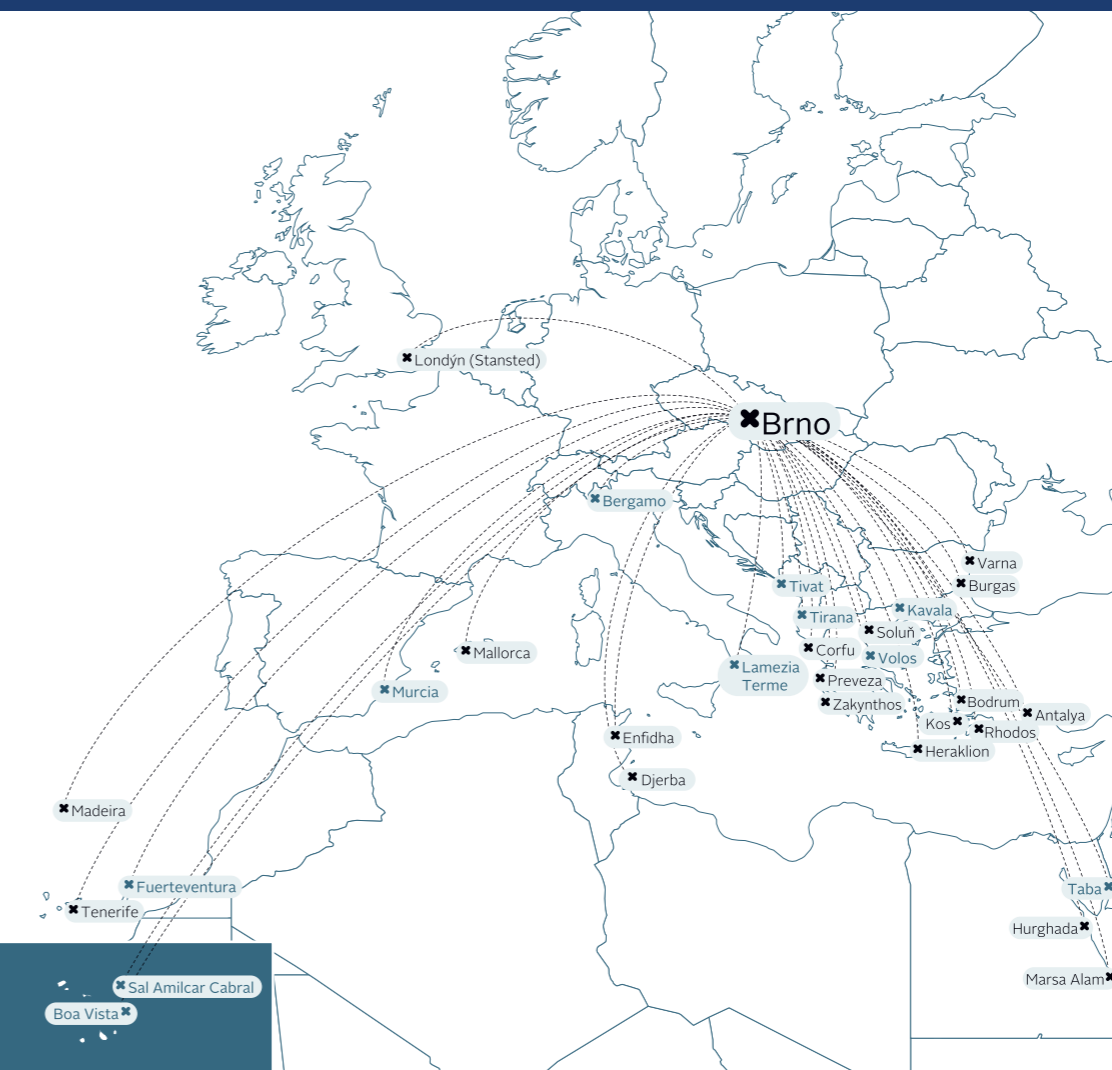 Londýn (Stansted)
Brno
Bergamo
Varna
Burgas
Tivat
Kavala
Tirana
Soluň
Corfu
Mallorca
Volos
Lamezia
Terme
Preveza
Murcia
Zakynthos
Bodrum
Antalya
Kos
Rhodos
Enfidha
Heraklion
Djerba
Madeira
Fuerteventura
Taba
Tenerife
Hurghada
Marsa Alam
Sal Amilcar Cabral
Boa Vista